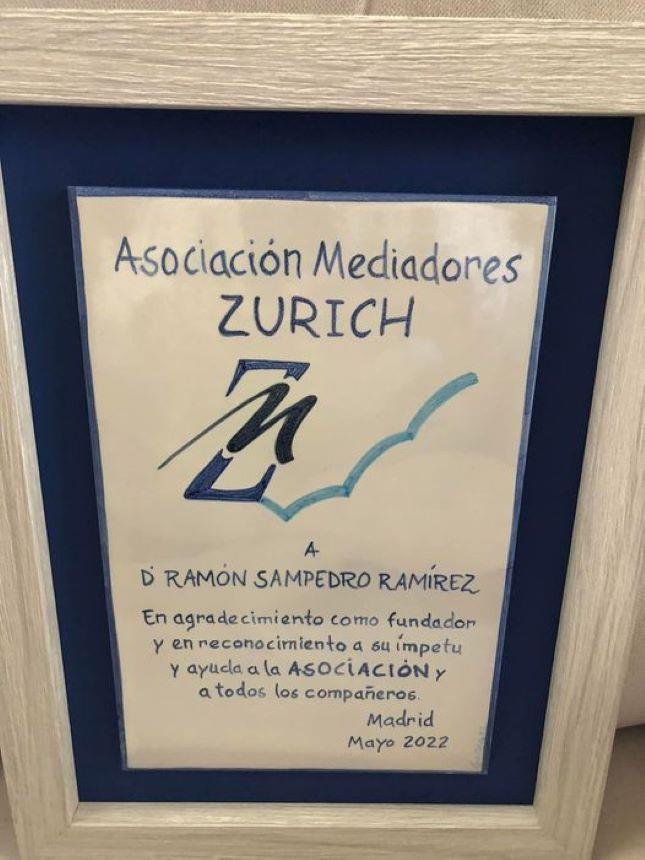 Asociación Mediadores
ZURICH
ZM
A
D. RAMÓN SAMPEDRO RAMÍREZ
En agradecimiento como fundador
y en reconocimiento a su ímpetu
y ayuda a la ASOCIACIÓN y
a todos los compañeros.
Madrid
Mayo 2022